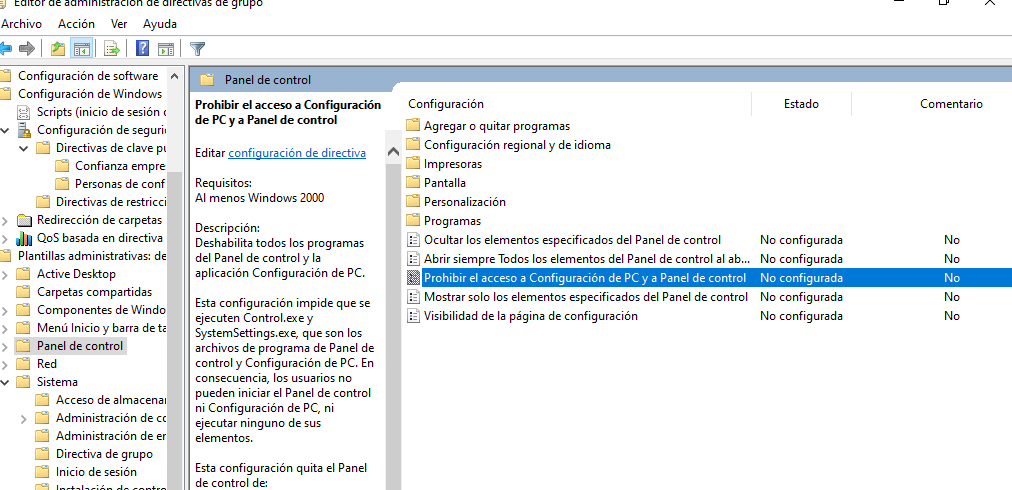 Editor de administración de directivas de grupo
Archivo Acción Ver Ayuda
Configuración de software
Configuración de Windows
Scripts (inicio de sesión
Configuración de seguri
Directivas de clave pu
Confianza empre
Personas de conf
Directivas de restricci
Redirección de carpetas
QoS basada en directiva
Plantillas administrativas: de
Active Desktop
Carpetas compartidas
Componentes de Windo
Menú Inicio y barra de ta
Panel de control
Red
Sistema
Acceso de almacena
Administración de co
Administración de er
Directiva de grupo
Inicio de sesión
Instalación de contro
Panel de control
Prohibir el acceso a Configuración
de PC y a Panel de control
Editar configuración de directiva
Requisitos:
Al menos Windows 2000
Descripción:
Deshabilita todos los programas
del Panel de control y la
aplicación Configuración de PC.
Esta configuración impide que se
ejecuten Control.exe y
SystemSettings.exe, que son los
archivos de programa de Panel de
control y Configuración de PC. En
consecuencia, los usuarios no
pueden iniciar el Panel de control
ni Configuración de PC, ni
ejecutar ninguno de sus
elementos.
Esta configuración quita el Panel
de control de:
Configuración Estado Comentario
Agregar o quitar programas
Configuración regional y de idioma
Impresoras
Pantalla
Personalización
Programas
Ocultar los elementos especificados del Panel de control No configurada No
Abrir siempre Todos los elementos del Panel de control al ab... No configurada No
Prohibir el acceso a Configuración de PC y a Panel de control No configurada No
Mostrar solo los elementos especificados del Panel de control No configurada No
Visibilidad de la página de configuración No configurada No